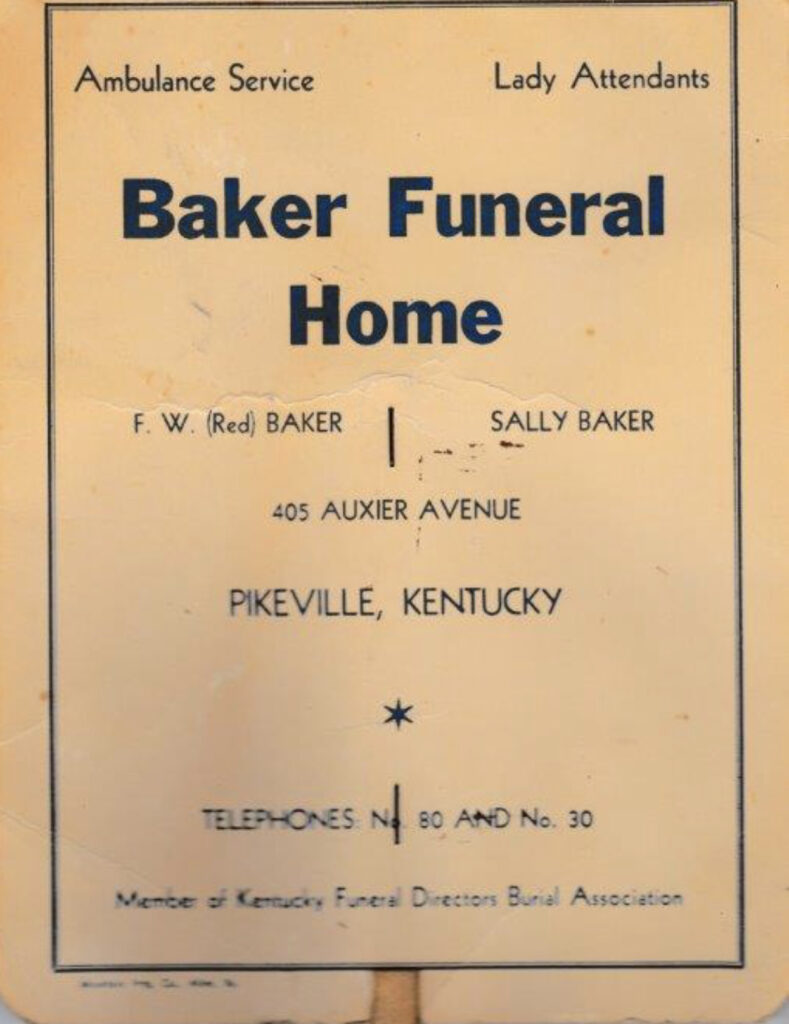 Ambulance Service Lady Attendants
Baker Funeral
Home
F. W. (Red) BAKER SALLY BAKER
405 AUXIER AVENUE
PIKEVILLE, KENTUCKY
TELEPHONES: No. 80 AND No. 30
Member of Kentucky Funeral Directors Burial Association